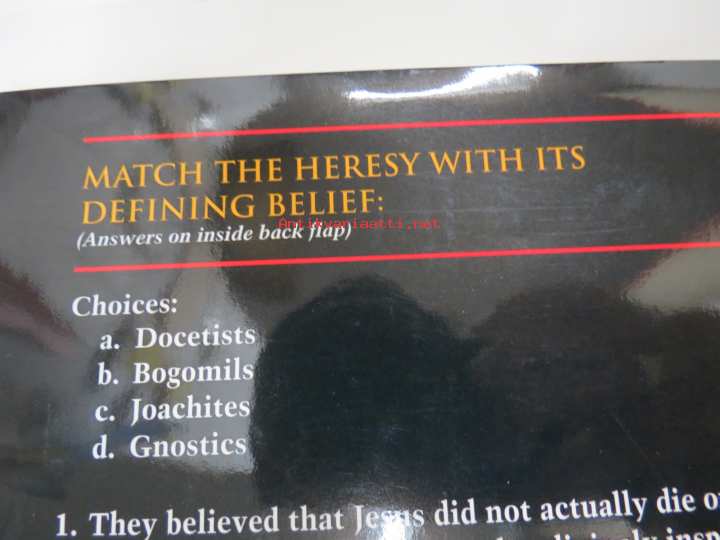 MATCH THE HERESY WITH ITS
DEFINING BELIEF:
Antikvariaatti.net
(Answers on inside back flap)
Choices:
a. Docetists
b. Bogomils
c. Joachites
d. Gnostics
1. They believed that Jesus did not actually die